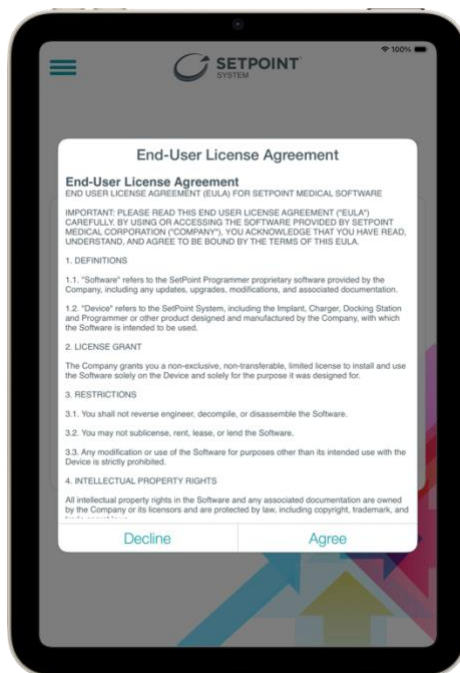 100%
SETPOINT
SYSTEM
End-User License Agreement
End-User License Agreement
END USER LICENSE AGREEMENT (EULA) FOR SETPOINT MEDICAL SOFTWARE
IMPORTANT: PLEASE READ THIS END USER LICENSE AGREEMENT ("EULA")
CAREFULLY. BY USING OR ACCESSING THE SOFTWARE PROVIDED BY SETPOINT
MEDICAL CORPORATION ("COMPANY"), YOU ACKNOWLEDGE THAT YOU HAVE READ,
UNDERSTAND, AND AGREE TO BE BOUND BY THE TERMS OF THIS EULA.
1. DEFINITIONS
1.1. "Software" refers to the SetPoint Programmer proprietary software provided by the
Company, including any updates, upgrades, modifications, and associated documentation.
1.2. "Device" refers to the SetPoint System, including the Implant, Charger, Docking Station
and Programmer or other product designed and manufactured by the Company, with which
the Software is intended to be used.
2. LICENSE GRANT
The Company grants you a non-exclusive, non-transferable, limited license to install and use
the Software solely on the Device and solely for the purpose it was designed for.
3. RESTRICTIONS
3.1. You shall not reverse engineer, decompile, or disassemble the Software.
3.2. You may not sublicense, rent, lease, or lend the Software.
3.3. Any modification or use of the Software for purposes other than its intended use with the
Device is strictly prohibited.
4. INTELLECTUAL PROPERTY RIGHTS
All intellectual property rights in the Software and any associated documentation are owned
by the Company or its licensors and are protected by law, including copyright, trademark, and
Decline
Agree